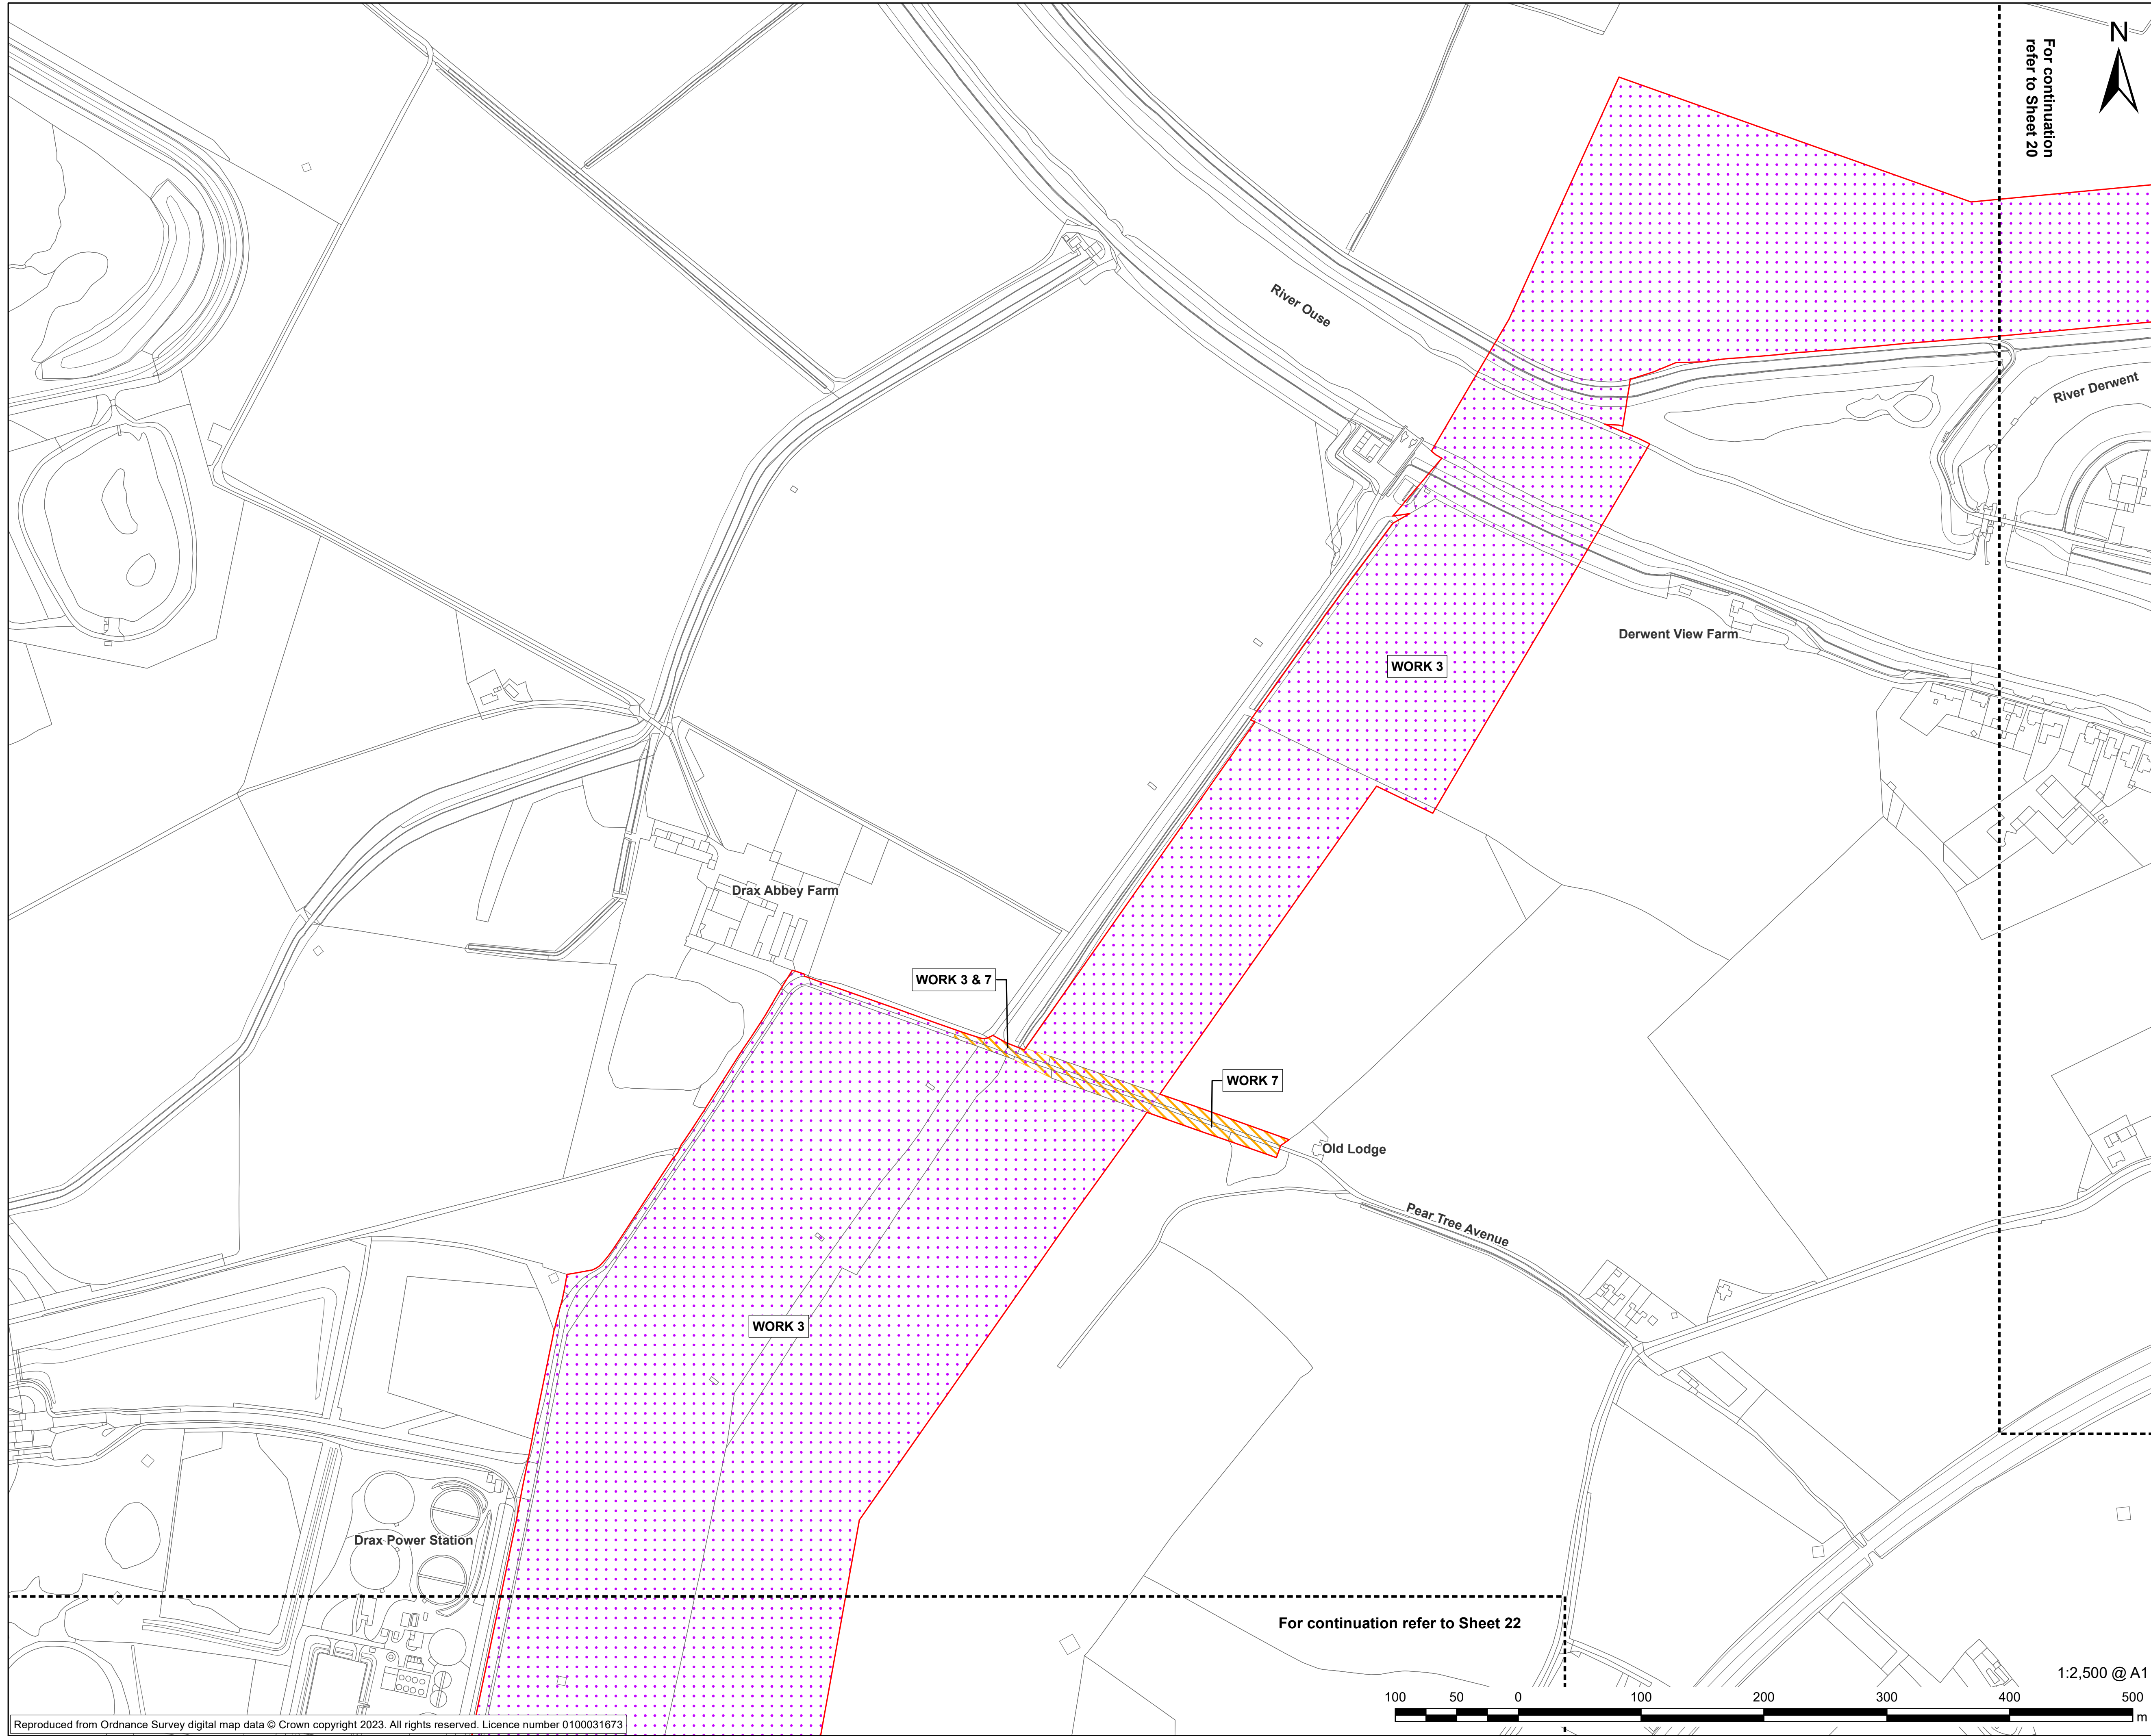 N
For continuation
refer to Sheet 20
River Ouse
River Derwent
Derwent View Farm
WORK 3
Drax Abbey Farm
WORK 3 & 7
WORK 7
Old Lodge
Pear Tree Avenue
WORK 3
Drax Power Station
For continuation refer to Sheet 22
1:2,500 @ A1
100 50 0 100 200 300 400 500
m
Reproduced from Ordnance Survey digital map data © Crown copyright 2023. All rights reserved. Licence number 0100031673